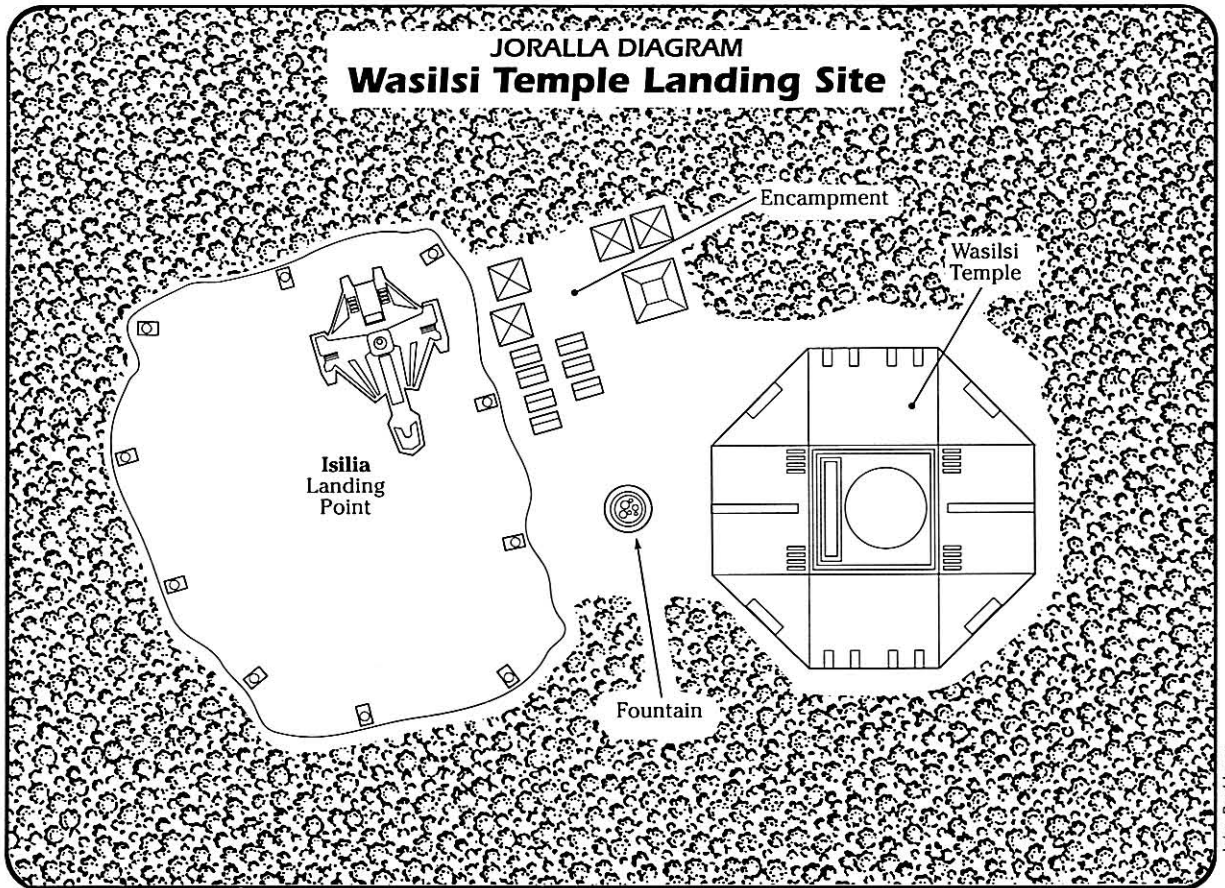 JORALLA DIAGRAM
Wasilsi Temple Landing Site
Encampment
Wasilsi
Temple
Isilia
Landing
Point
Fountain